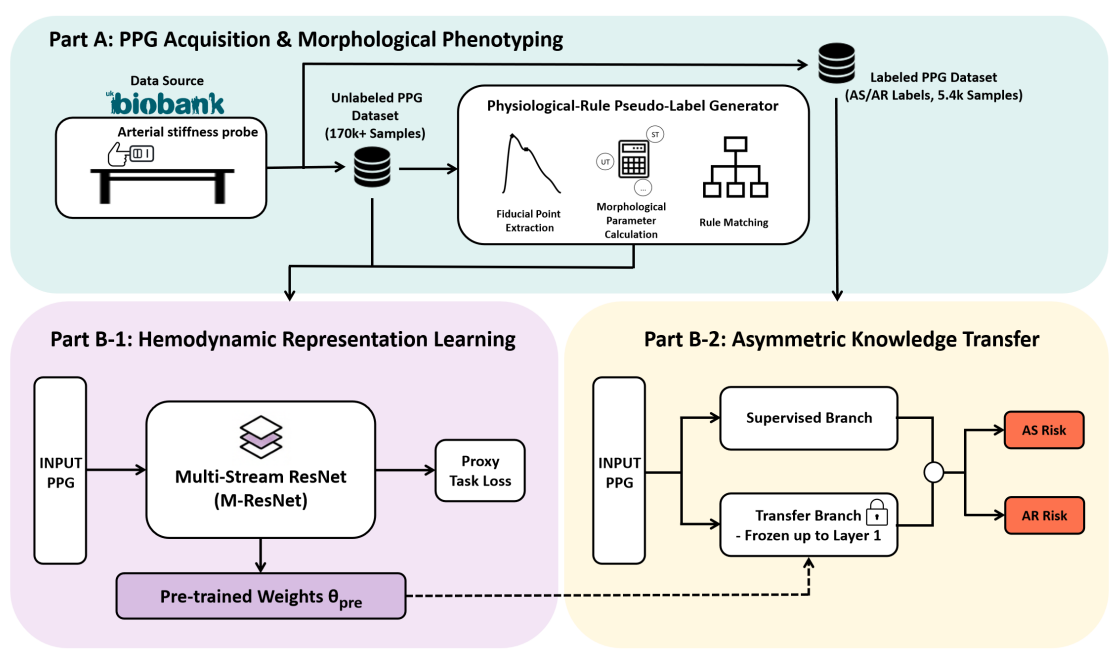 Part A: PPG Acquisition & Morphological Phenotyping
Data Source
uk
biobank
Arterial stiffness probe
Unlabeled PPG
Dataset
(170k+ Samples)
Physiological-Rule Pseudo-Label Generator
ST
UT
...
Fiducial Point
Extraction
Morphological
Parameter
Calculation
Rule Matching
Labeled PPG Dataset
(AS/AR Labels, 5.4k Samples)
Part B-1: Hemodynamic Representation Learning
INPUT
PPG
Multi-Stream ResNet
(M-ResNet)
Proxy
Task Loss
Pre-trained Weights θpre
Part B-2: Asymmetric Knowledge Transfer
INPUT
PPG
Supervised Branch
Transfer Branch
- Frozen up to Layer 1
AS Risk
AR Risk